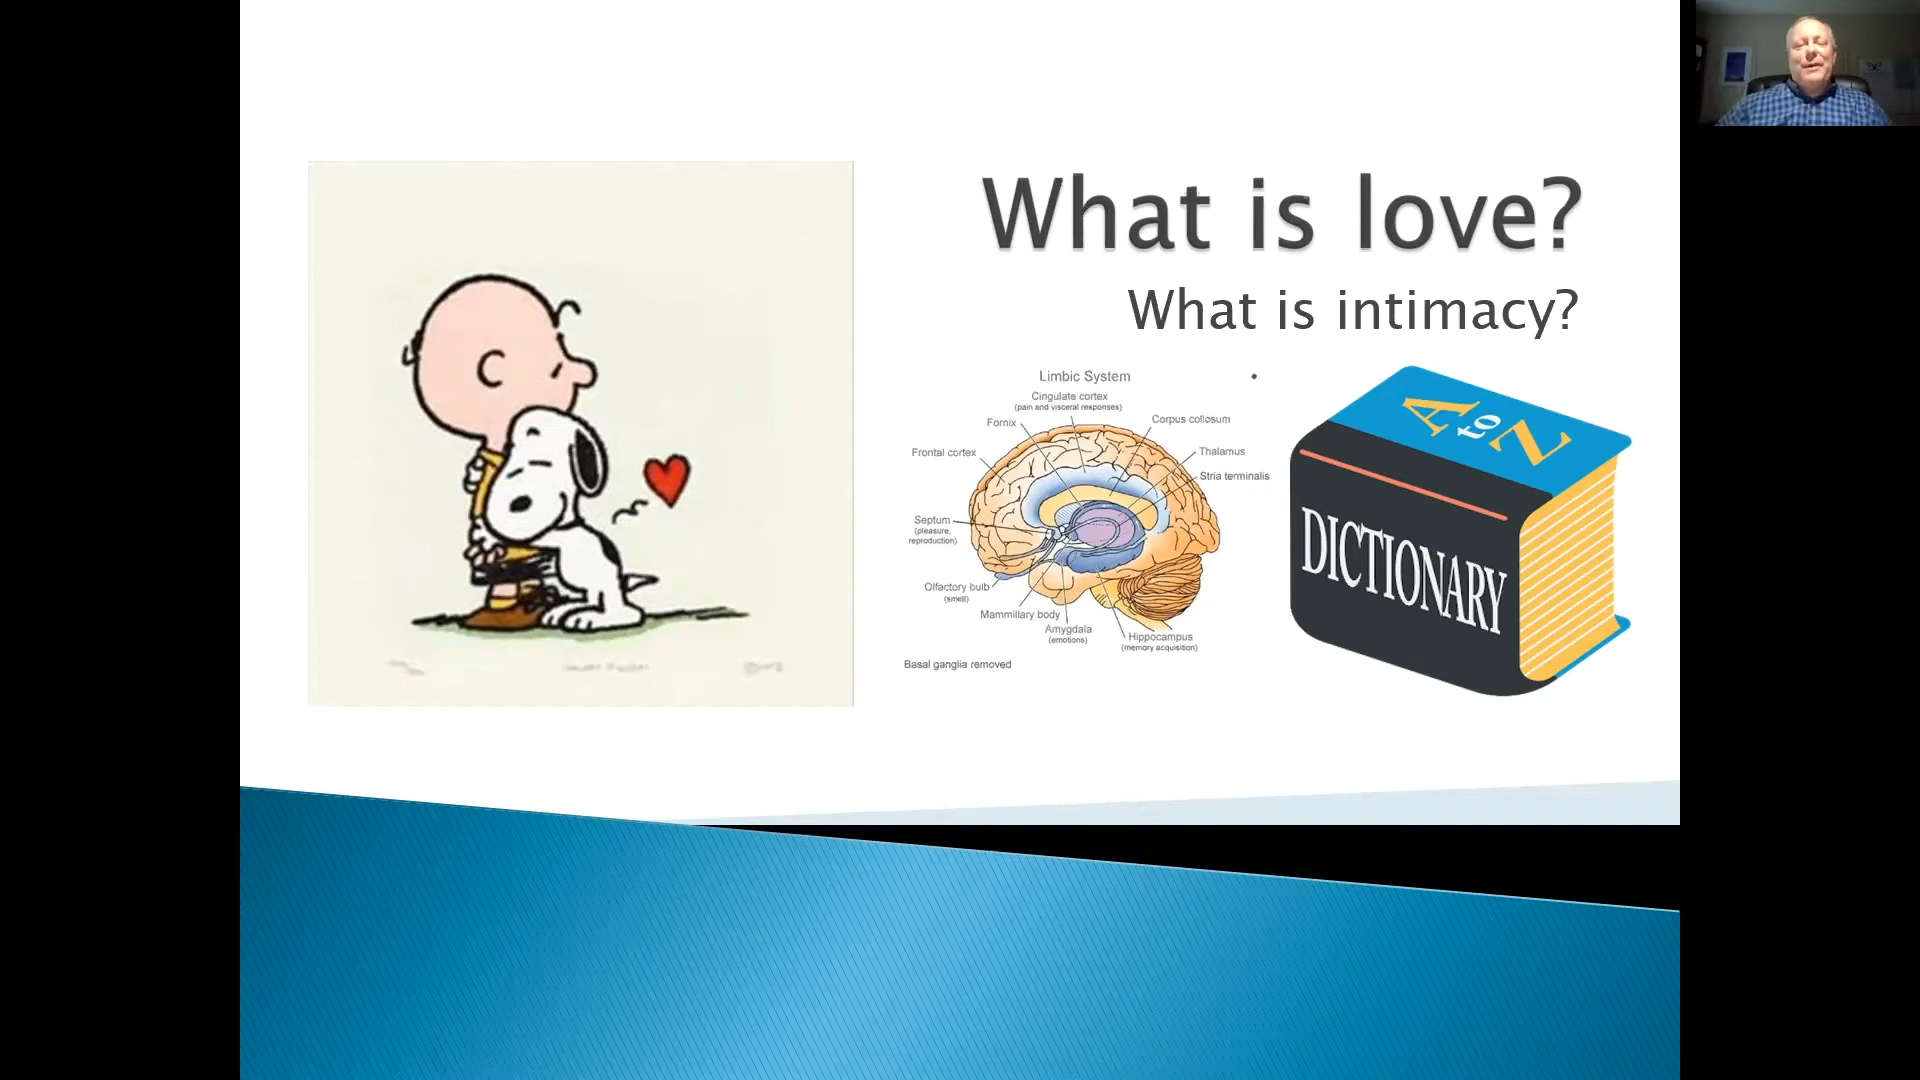 What is love?
What is intimacy?
Limbic System
Cingulate cortex
(pain and visceral responses)
Fornix
Corpus collosum
Frontal cortex
Thalamus
Stria terminalis
Septum
(pleasure,
reproduction)
Olfactory bulb
(smell)
Mammillary body
Amygdala
(emotions)
Hippocampus
(memory acquisition)
Basal ganglia removed
A
to
Z
DICTIONARY